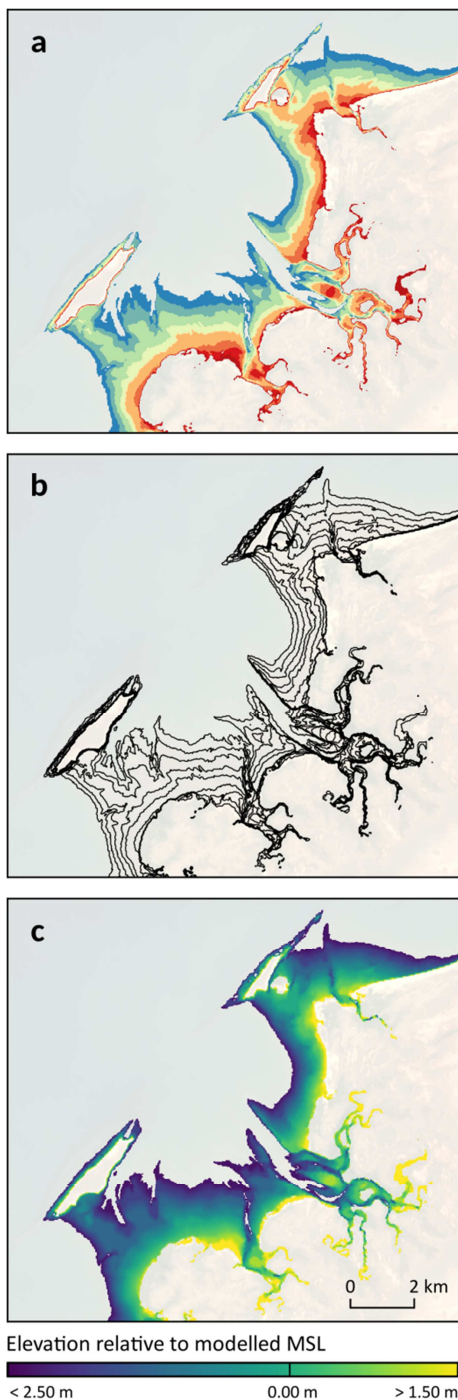 a
b
c
0 2 km
Elevation relative to modelled MSL
< 2.50 m 0.00 m > 1.50 m